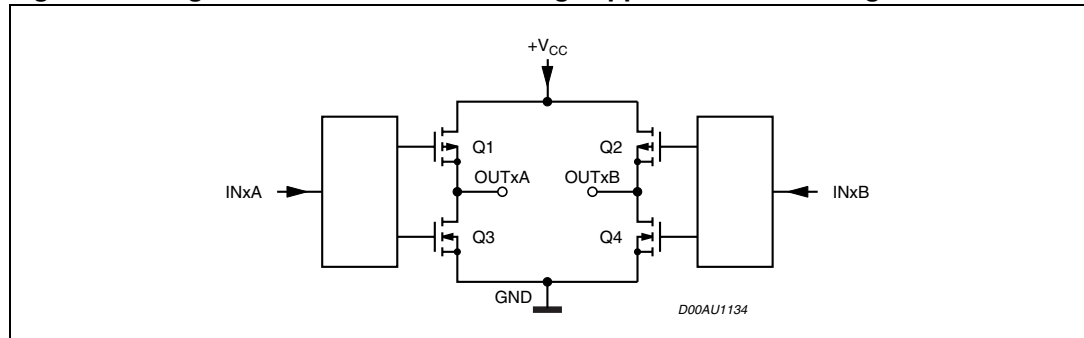 +VCC
Q1
Q2
INxA
OUTxA
OUTxB
INxB
Q3
Q4
GND
D00AU1134